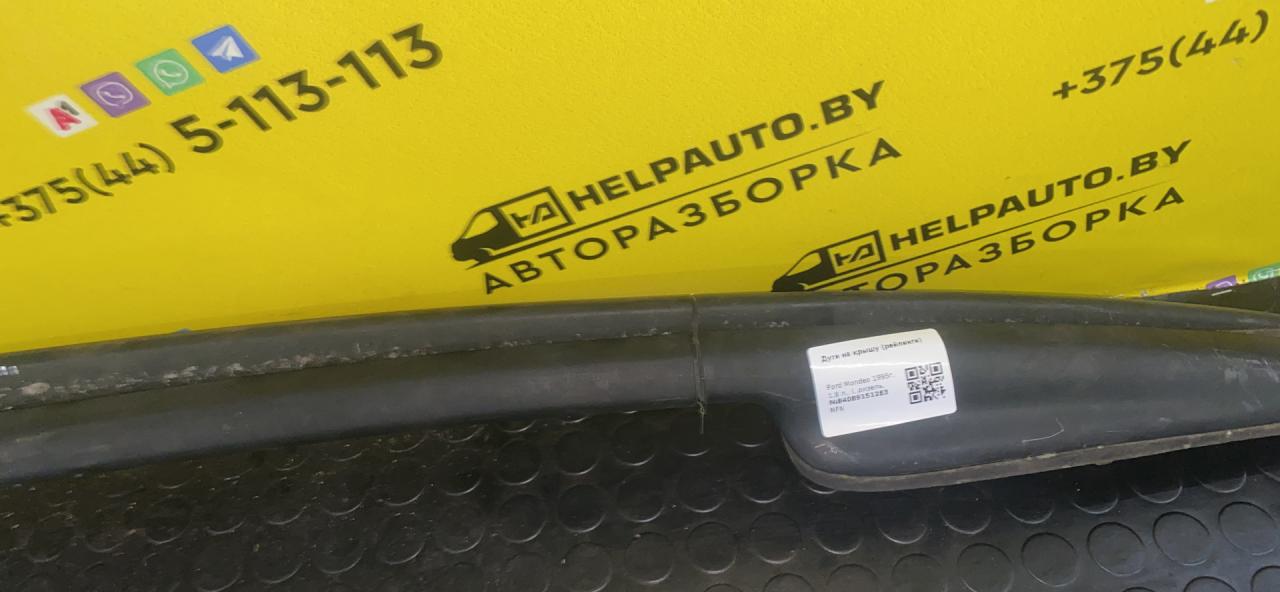 +375(44) 5-113-113
HELPAUTO.BY
АВТОРАЗБОРКА
+375(44)
HELPAUTO.BY
ТОРАЗБОРКА
Дуги на крышу (рейлинги)
Ford Mondeo 1995г.
1.8 л., дизель,